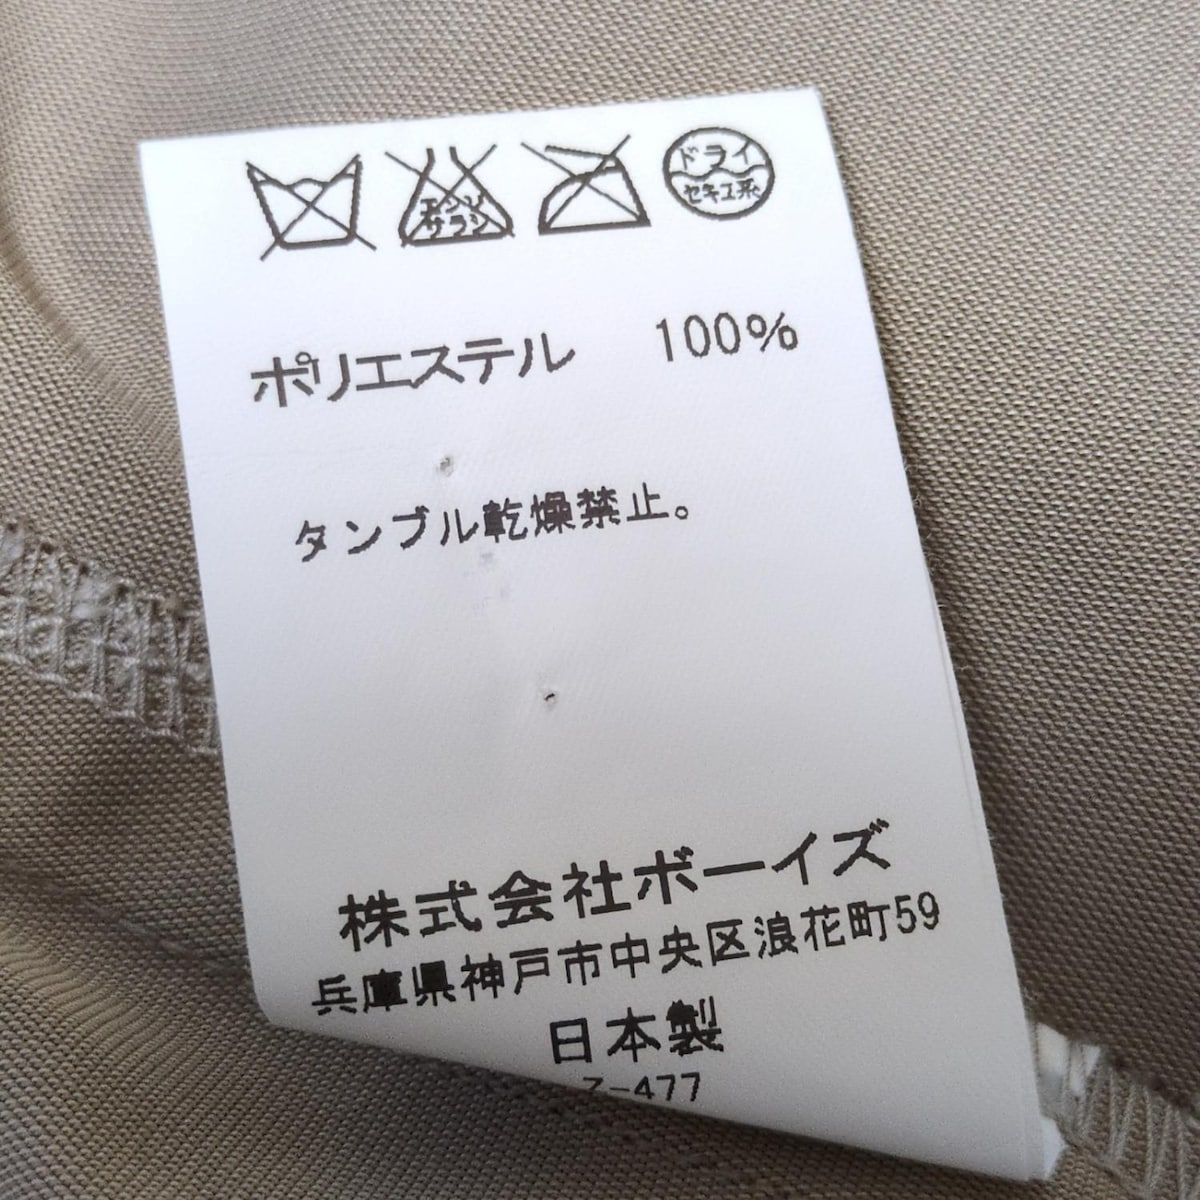 エンソ
サラシ
ドライ
セキユ系
ポリエステル 100%
タンブル乾燥禁止。
株式会社ボーイズ
兵庫県神戸市中央区浪花町59
日本製
-477